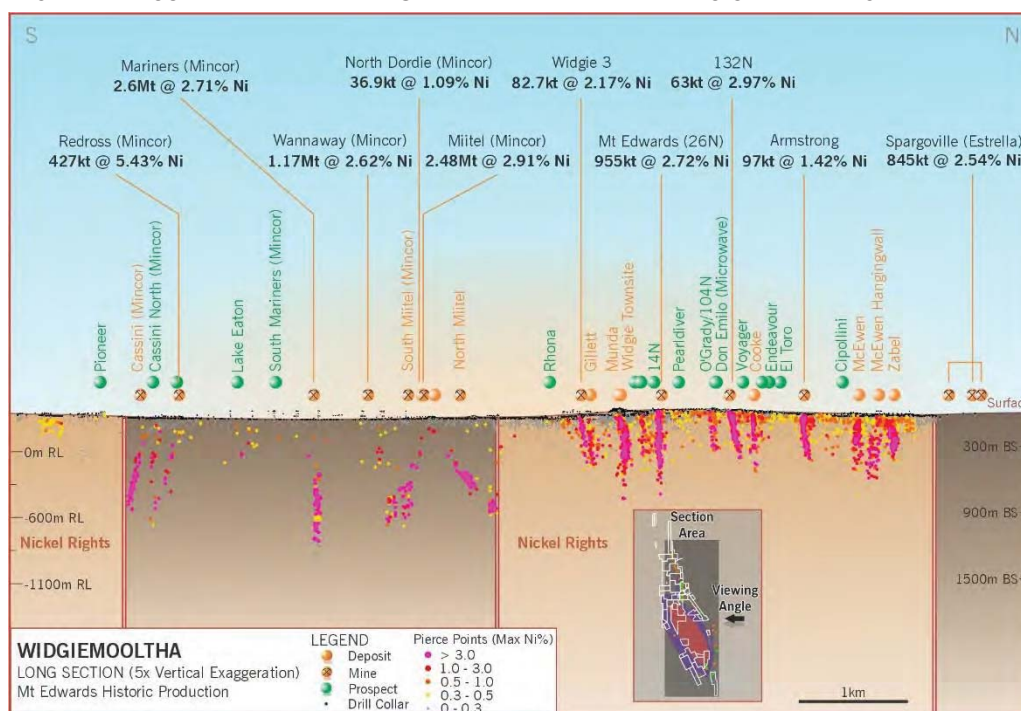 S
N
Mariners (Mincor)
2.6Mt @ 2.71% Ni
North Dordie (Mincor)
36.9kt @ 1.09% Ni
Widgie 3
82.7kt @ 2.17% Ni
132N
63kt @ 2.97% Ni
Redross (Mincor)
427kt @ 5.43% Ni
Wannaway (Mincor)
1.17Mt @ 2.62% Ni
Miitel (Mincor)
2.48Mt @ 2.91% Ni
Mt Edwards (26N)
955kt @ 2.72% Ni
Armstrong
97kt @ 1.42% Ni
Spargoville (Estrella)
845kt @ 2.54% Ni
Pioneer
Cassini (Mincor)
Cassini North (Mincor)
Lake Eaton
South Mariners (Mincor)
South Miitel (Mincor)
North Miitel
Rhona
Gillett
Munda
Widgie Townsite
14N
Pearldiver
O'Grady/104N
Don Emilo (Microwave)
Voyager
Cooke
Endeavour
El Toro
Cipollini
McEwen
McEwen Hangingwall
Zabel
Surfac
0m RL
300m BS
-600m RL
900m BS
Nickel Rights
Nickel Rights
-1100m RL
1500m BS
Section
Area
Viewing
Angle
WIDGIEMOOLTHA
LONG SECTION (5x Vertical Exaggeration)
Mt Edwards Historic Production
LEGEND
Deposit
Mine
Prospect
Drill Collar
Pierce Points (Max Ni%)
> 3.0
1.0 - 3.0
0.5 - 1.0
0.3 - 0.5
0 - 0.3
1km